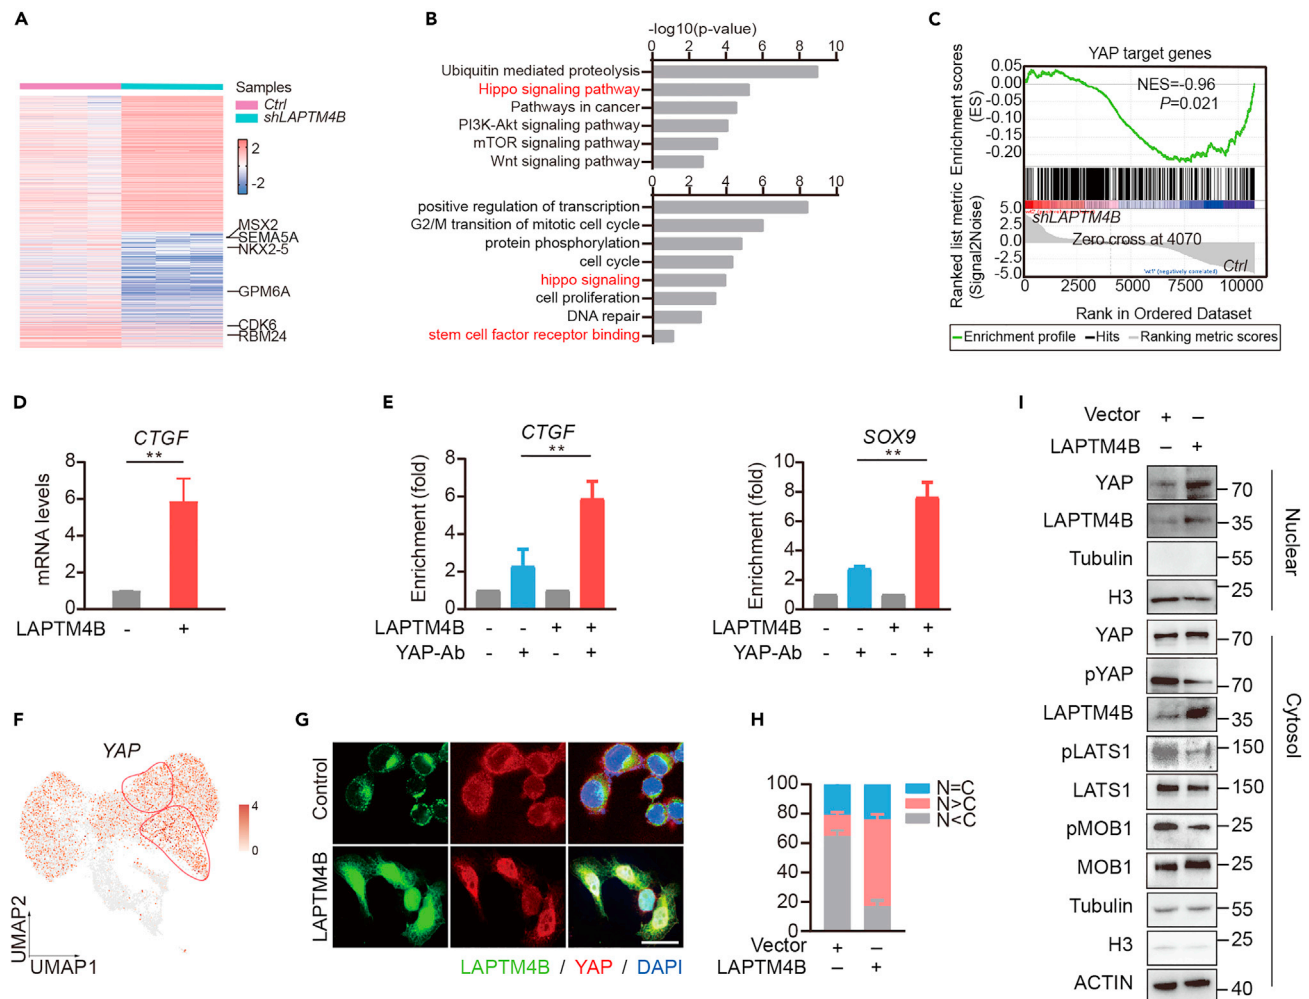 A
Samples
Ctrl
shLAPTM4B
2
-2
MSX2
SEMA5A
NKX2-5
GPM6A
CDK6
RBM24
B
-log10(p-value)
0 2 4 6 8 10
Ubiquitin mediated proteolysis
Hippo signaling pathway
Pathways in cancer
PI3K-Akt signaling pathway
mTOR signaling pathway
Wnt signaling pathway
0 2 4 6 8 10
positive regulation of transcription
G2/M transition of mitotic cell cycle
protein phosphorylation
cell cycle
hippo signaling
cell proliferation
DNA repair
stem cell factor receptor binding
C
YAP target genes
Enrichment scores
(ES)
0.05
0.00
-0.05
-0.10
-0.15
-0.20
NES=-0.96
P=0.021
Ranked list metric
(Signal2Noise)
5.0
2.5
0.0
-2.5
-5.0
shLAPTM4B
Zero cross at 4070
'wt1' (negatively correlated)
Ctrl
0 2500 5000 7500 10000
Rank in Ordered Dataset
Enrichment profile Hits Ranking metric scores
D
CTGF
**
mRNA levels
8
6
4
2
0
LAPTM4B - +
E
CTGF
**
Enrichment (fold)
8
6
4
2
0
LAPTM4B - - + +
YAP-Ab - + - +
SOX9
**
Enrichment (fold)
10
8
6
4
2
0
LAPTM4B - - + +
YAP-Ab - + - +
F
YAP
4
0
UMAP2
UMAP1
G
Control
LAPTM4B
LAPTM4B / YAP / DAPI
H
100
80
60
40
20
0
N=C
N>C
N<C
Vector + –
LAPTM4B – +
I
Vector + –
LAPTM4B – +
YAP 70
LAPTM4B 35
Tubulin 55
H3 25
Nuclear
YAP 70
pYAP 70
LAPTM4B 35
pLATS1 150
LATS1 150
pMOB1 25
MOB1 25
Tubulin 55
H3 25
ACTIN 40
Cytosol